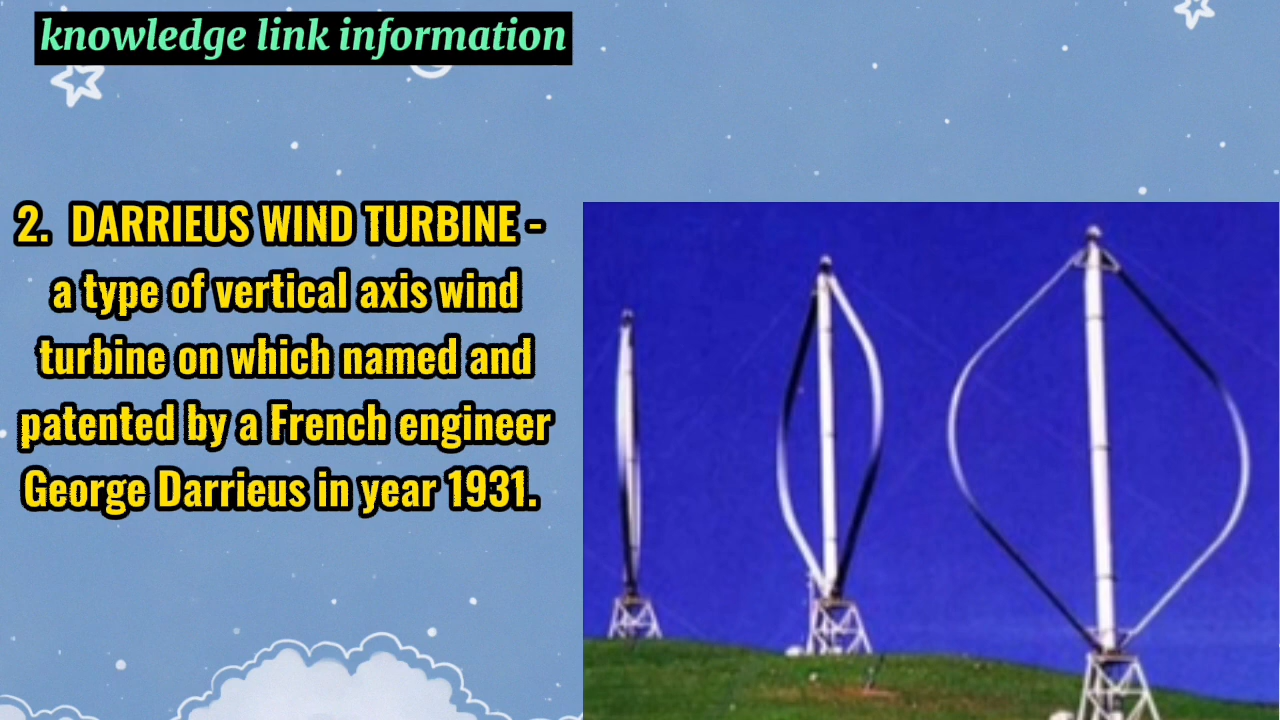 knowledge link information
2. DARRIEUS WIND TURBINE -
a type of vertical axis wind
turbine on which named and
patented by a French engineer
George Darrieus in year 1931.